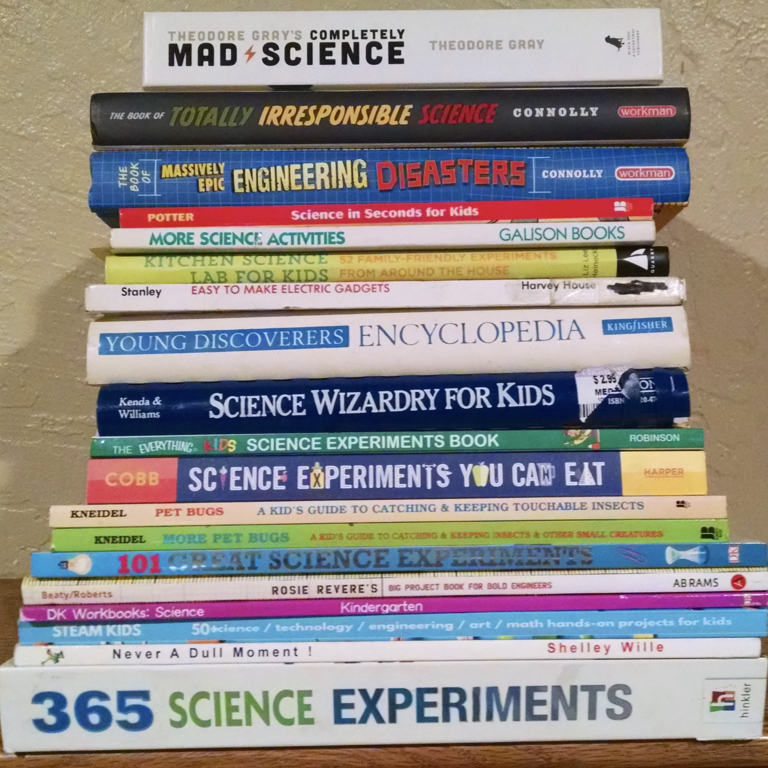 THEODORE GRAY'S COMPLETELY
MAD SCIENCE THEODORE GRAY
THE BOOK OF TOTALLY IRRESPONSIBLE SCIENCE CONNOLLY workman
THE BOOK OF MASSIVELY EPIC ENGINEERING DISASTERS CONNOLLY workman
POTTER Science in Seconds for Kids
MORE SCIENCE ACTIVITIES GALISON BOOKS
KITCHEN SCIENCE 52 FAMILY-FRIENDLY EXPERIMENTS
LAB FOR KIDS FROM AROUND THE HOUSE
Stanley EASY TO MAKE ELECTRIC GADGETS Harvey House
YOUNG DISCOVERERS ENCYCLOPEDIA KINGFISHER
Kenda & Williams SCIENCE WIZARDRY FOR KIDS $2.95 ISBN
THE EVERYTHING KIDS SCIENCE EXPERIMENTS BOOK ROBINSON
COBB SCIENCE EXPERIMENTS YOU CAN EAT HARPER
KNEIDEL PET BUGS A KID'S GUIDE TO CATCHING & KEEPING TOUCHABLE INSECTS
KNEIDEL MORE PET BUGS A KID'S GUIDE TO CATCHING & KEEPING INSECTS & OTHER SMALL CREATURES
101 GREAT SCIENCE EXPERIMENTS DK
Beaty/Roberts ROSIE REVERE'S BIG PROJECT BOOK FOR BOLD ENGINEERS ABRAMS
DK Workbooks: Science Kindergarten
STEAM KIDS 50+ science / technology / engineering / art / math hands-on projects for kids
Never A Dull Moment ! Shelley Wille
365 SCIENCE EXPERIMENTS hinkler